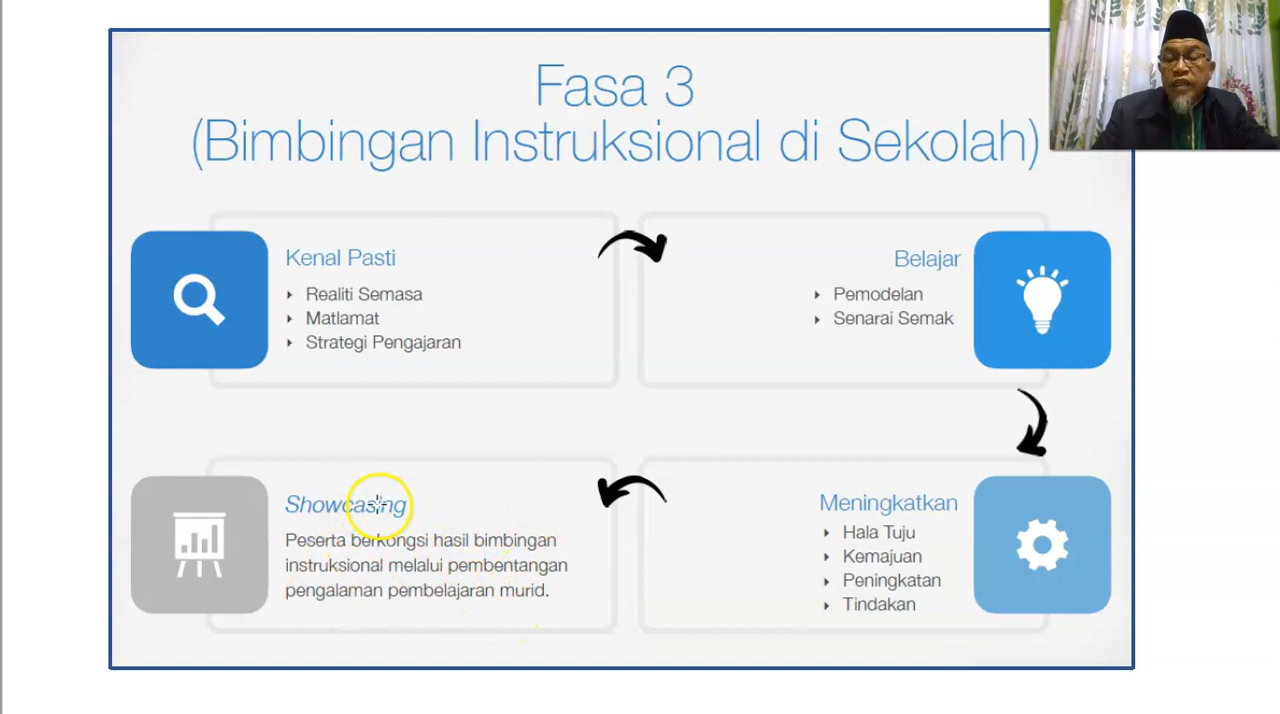 Fasa 3
(Bimbingan Instruksional di Sekolah)
Kenal Pasti
Realiti Semasa
Matlamat
Strategi Pengajaran
Belajar
Pemodelan
Senarai Semak
Meningkatkan
Hala Tuju
Kemajuan
Peningkatan
Tindakan
Showcasing
Peserta berkongsi hasil bimbingan
instruksional melalui pembentangan
pengalaman pembelajaran murid.